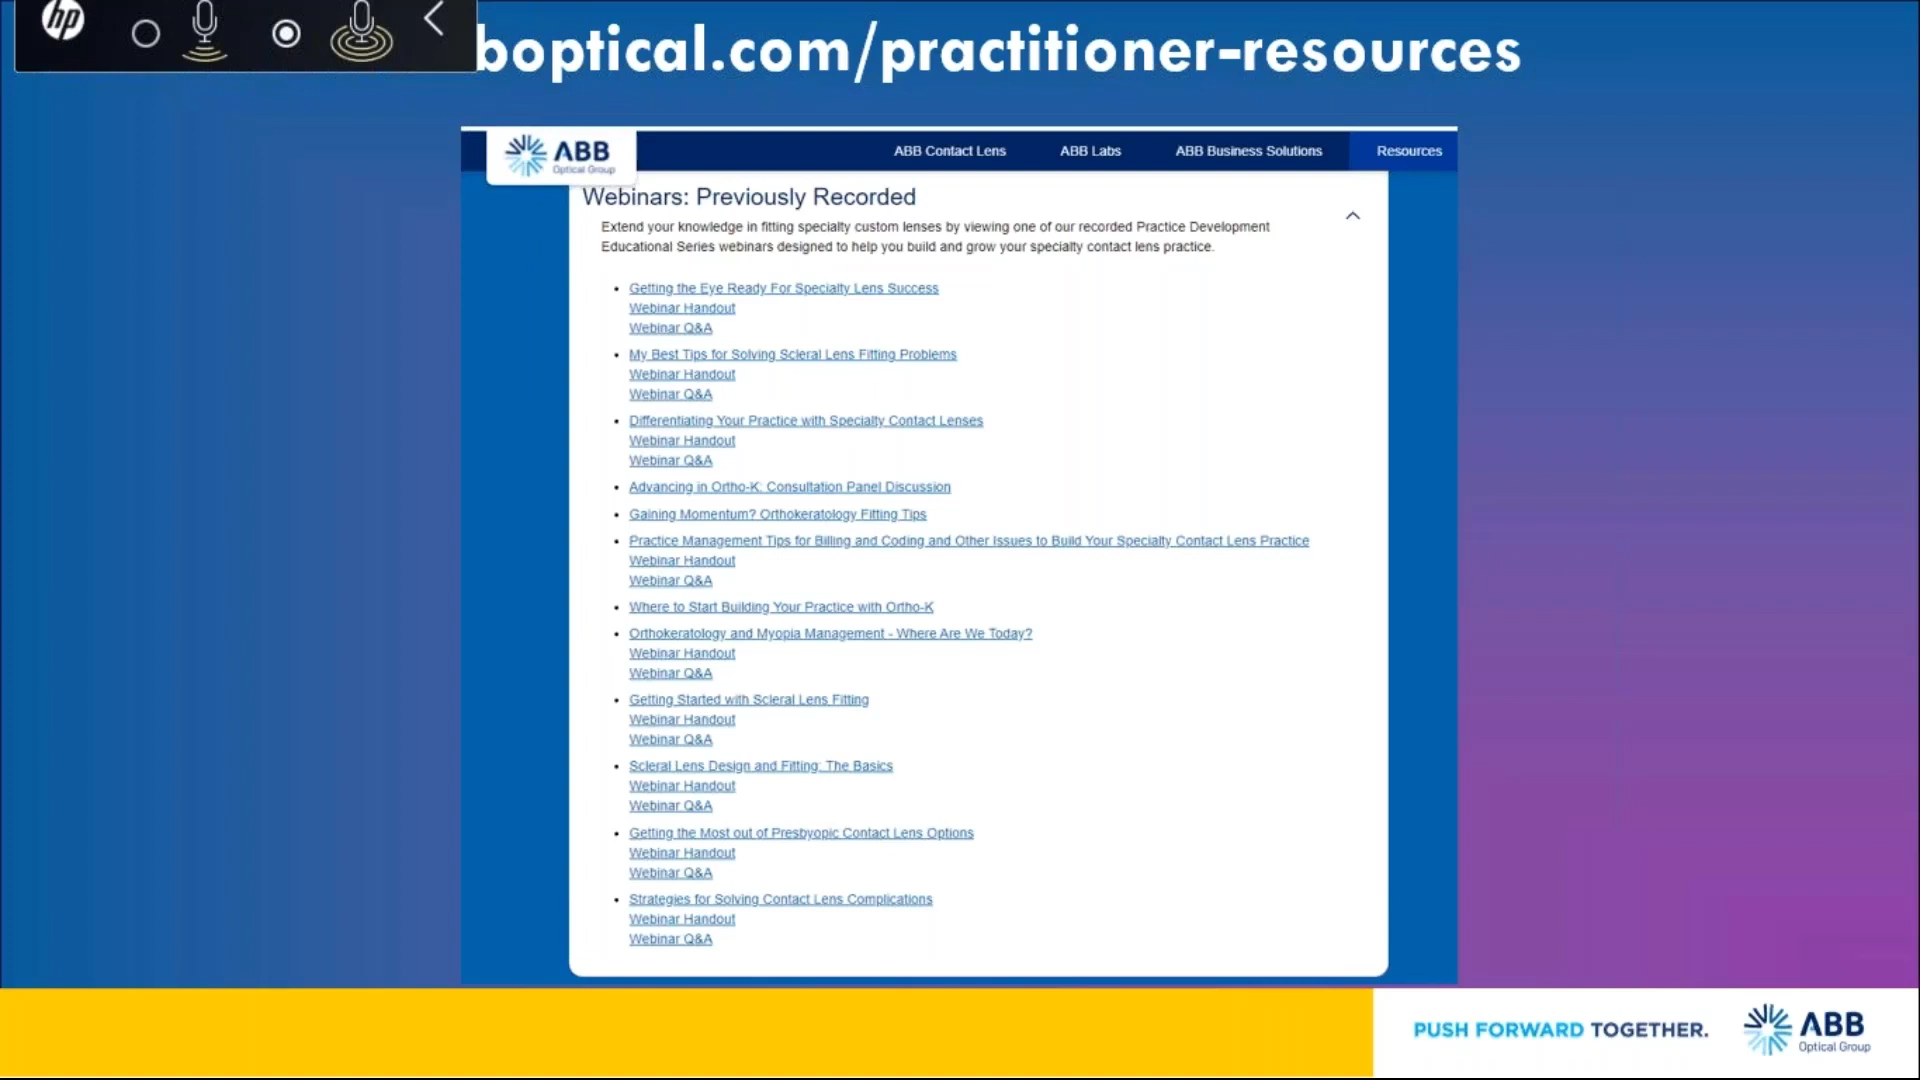 hp
boptical.com/practitioner-resources
ABB
Optical Group
ABB Contact Lens
ABB Labs
ABB Business Solutions
Resources
Webinars: Previously Recorded
Extend your knowledge in fitting specialty custom lenses by viewing one of our recorded Practice Development
Educational Series webinars designed to help you build and grow your specialty contact lens practice.
Getting the Eye Ready For Specialty Lens Success
Webinar Handout
Webinar Q&A
My Best Tips for Solving Scleral Lens Fitting Problems
Webinar Handout
Webinar Q&A
Differentiating Your Practice with Specialty Contact Lenses
Webinar Handout
Webinar Q&A
Advancing in Ortho-K: Consultation Panel Discussion
Gaining Momentum? Orthokeratology Fitting Tips
Practice Management Tips for Billing and Coding and Other Issues to Build Your Specialty Contact Lens Practice
Webinar Handout
Webinar Q&A
Where to Start Building Your Practice with Ortho-K
Orthokeratology and Myopia Management - Where Are We Today?
Webinar Handout
Webinar Q&A
Getting Started with Scleral Lens Fitting
Webinar Handout
Webinar Q&A
Scleral Lens Design and Fitting: The Basics
Webinar Handout
Webinar Q&A
Getting the Most out of Presbyopic Contact Lens Options
Webinar Handout
Webinar Q&A
Strategies for Solving Contact Lens Complications
Webinar Handout
Webinar Q&A
PUSH FORWARD TOGETHER.
ABB
Optical Group